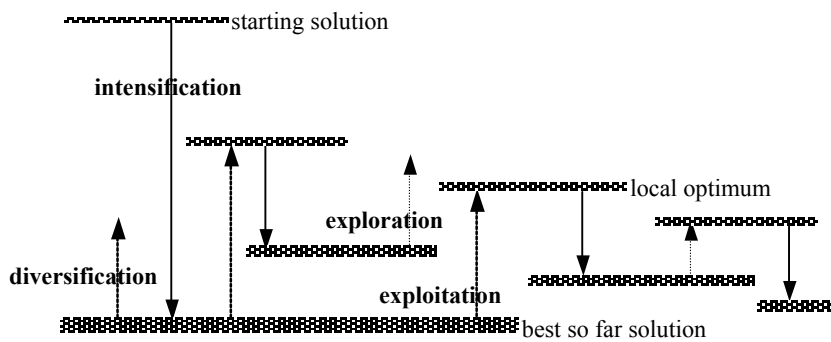 starting solution
intensification
local optimum
exploration
diversification
exploitation
best so far solution